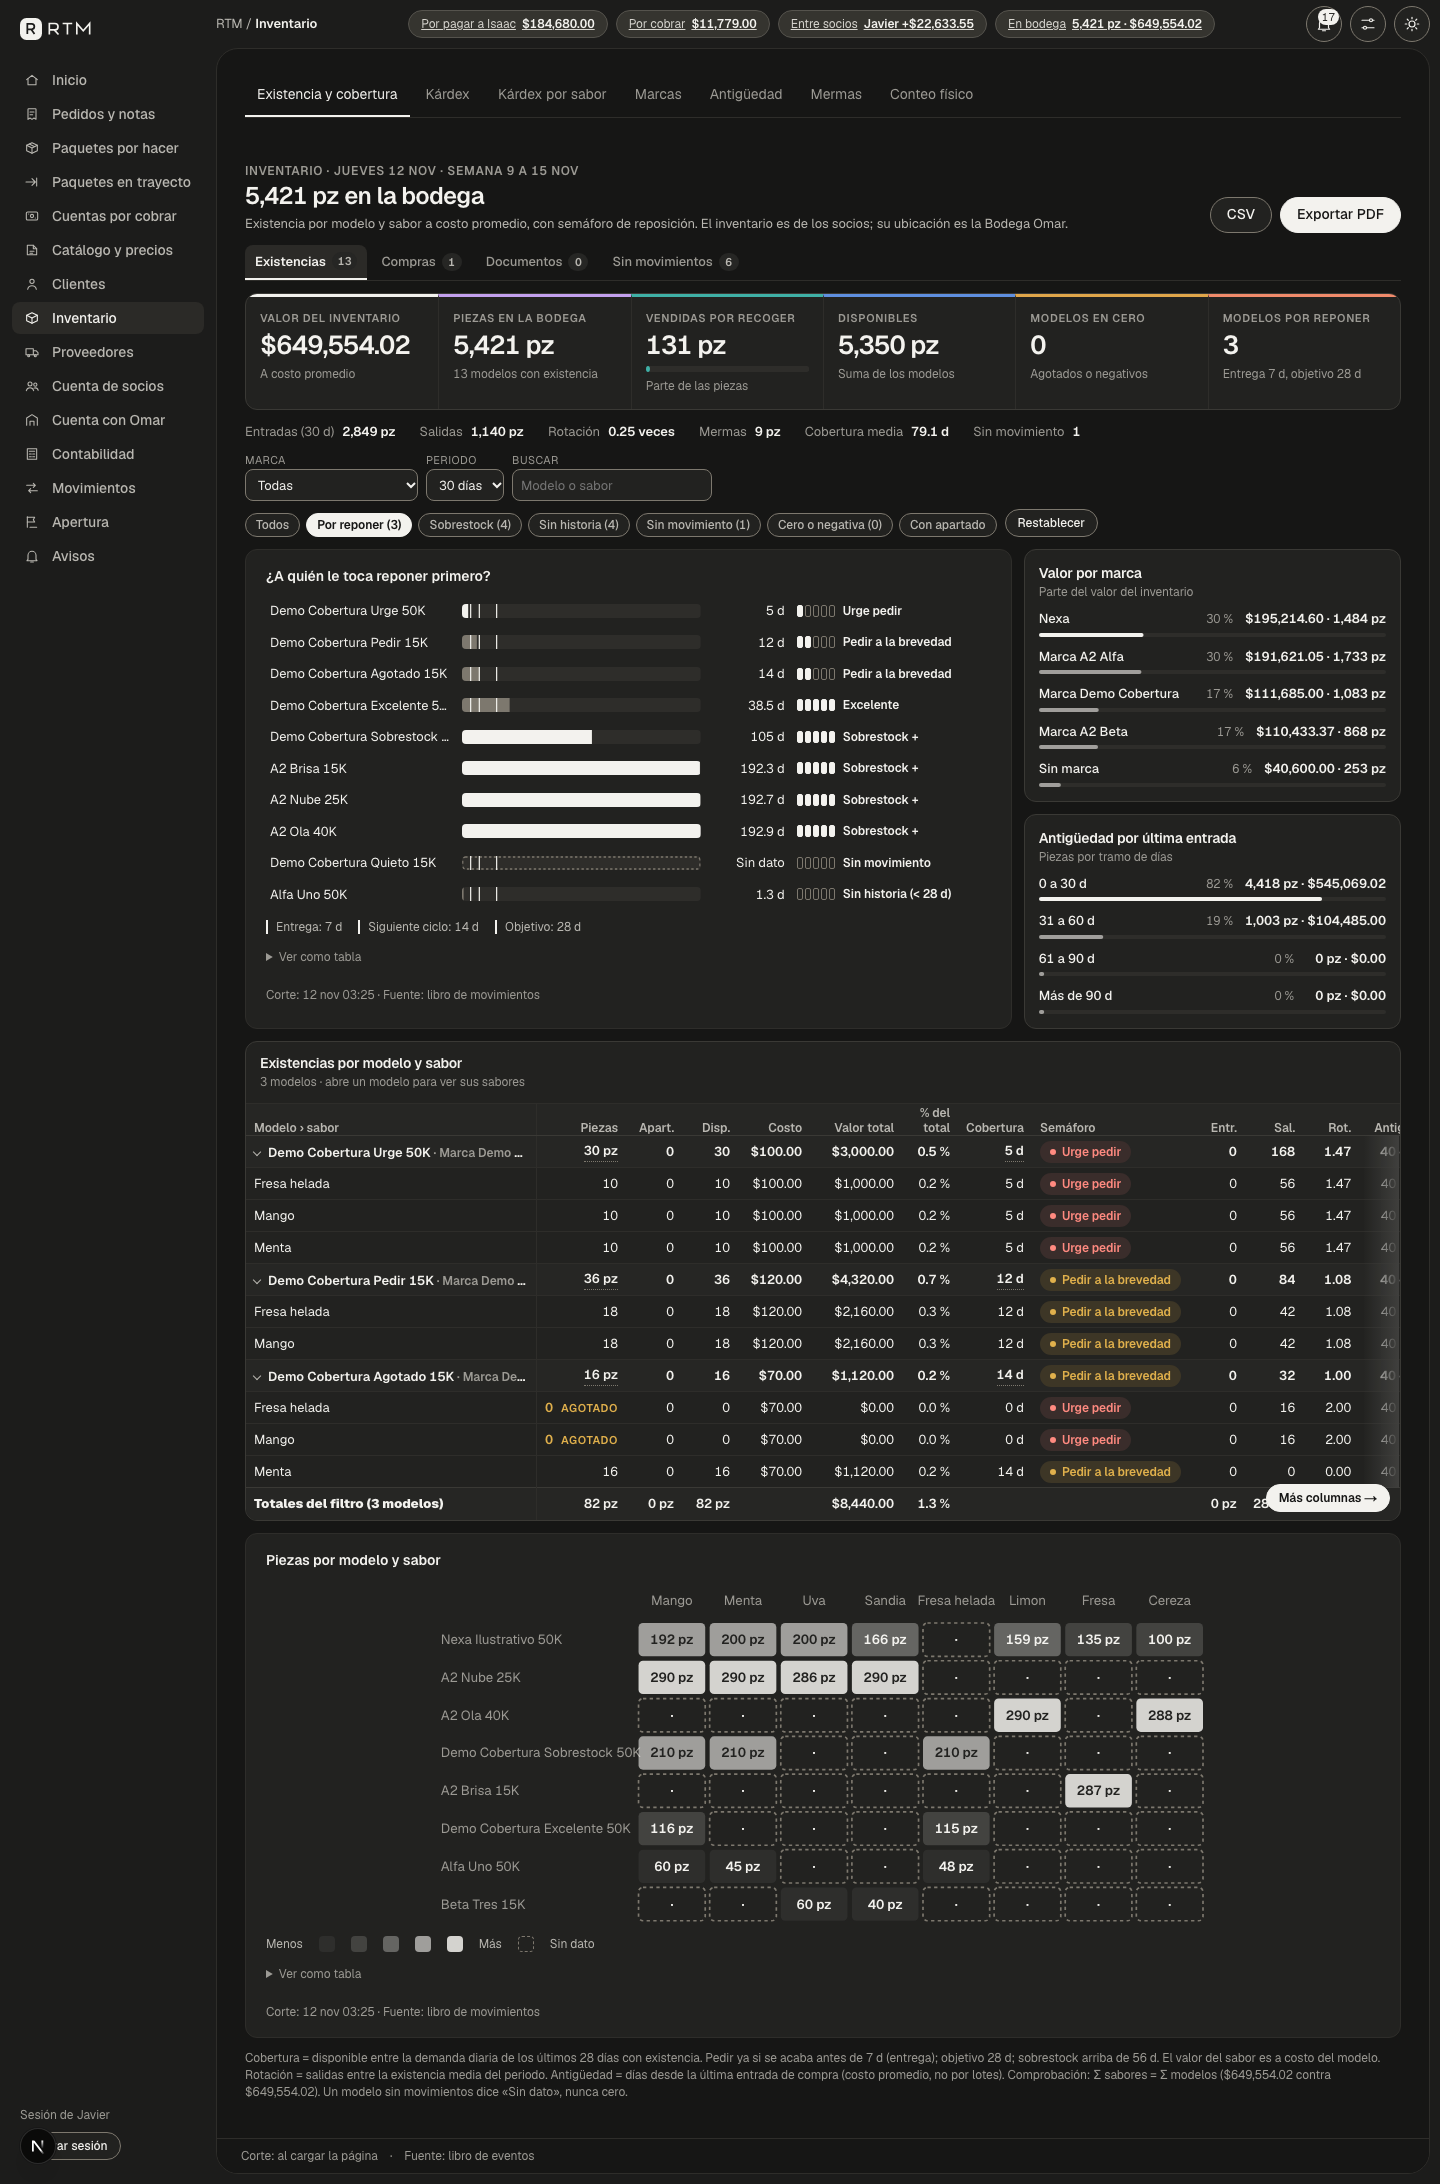 R RTM
Inicio
Pedidos y notas
Paquetes por hacer
Paquetes en trayecto
Cuentas por cobrar
Catálogo y precios
Clientes
Inventario
Proveedores
Cuenta de socios
Cuenta con Omar
Contabilidad
Movimientos
Apertura
Avisos
RTM / Inventario
Por pagar a Isaac $184,680.00
Por cobrar $11,779.00
Entre socios Javier +$22,633.55
En bodega 5,421 pz · $649,554.02
17
Existencia y cobertura Kárdex Kárdex por sabor Marcas Antigüedad Mermas Conteo físico
INVENTARIO · JUEVES 12 NOV · SEMANA 9 A 15 NOV
5,421 pz en la bodega
Existencia por modelo y sabor a costo promedio, con semáforo de reposición. El inventario es de los socios; su ubicación es la Bodega Omar.
CSV Exportar PDF
Existencias 13 Compras 1 Documentos 0 Sin movimientos 6
VALOR DEL INVENTARIO
$649,554.02
A costo promedio
PIEZAS EN LA BODEGA
5,421 pz
13 modelos con existencia
VENDIDAS POR RECOGER
131 pz
Parte de las piezas
DISPONIBLES
5,350 pz
Suma de los modelos
MODELOS EN CERO
0
Agotados o negativos
MODELOS POR REPONER
3
Entrega 7 d, objetivo 28 d
Entradas (30 d) 2,849 pz Salidas 1,140 pz Rotación 0.25 veces Mermas 9 pz Cobertura media 79.1 d Sin movimiento 1
MARCA PERIODO BUSCAR
Todas 30 días Modelo o sabor
Todos Por reponer (3) Sobrestock (4) Sin historia (4) Sin movimiento (1) Cero o negativa (0) Con apartado Restablecer
¿A quién le toca reponer primero?
Demo Cobertura Urge 50K 5 d Urge pedir
Demo Cobertura Pedir 15K 12 d Pedir a la brevedad
Demo Cobertura Agotado 15K 14 d Pedir a la brevedad
Demo Cobertura Excelente 5... 38.5 d Excelente
Demo Cobertura Sobrestock ... 105 d Sobrestock +
A2 Brisa 15K 192.3 d Sobrestock +
A2 Nube 25K 192.7 d Sobrestock +
A2 Ola 40K 192.9 d Sobrestock +
Demo Cobertura Quieto 15K Sin dato Sin movimiento
Alfa Uno 50K 1.3 d Sin historia (< 28 d)
Entrega: 7 d Siguiente ciclo: 14 d Objetivo: 28 d
Ver como tabla
Corte: 12 nov 03:25 · Fuente: libro de movimientos
Valor por marca
Parte del valor del inventario
Nexa 30 % $195,214.60 · 1,484 pz
Marca A2 Alfa 30 % $191,621.05 · 1,733 pz
Marca Demo Cobertura 17 % $111,685.00 · 1,083 pz
Marca A2 Beta 17 % $110,433.37 · 868 pz
Sin marca 6 % $40,600.00 · 253 pz
Antigüedad por última entrada
Piezas por tramo de días
0 a 30 d 82 % 4,418 pz · $545,069.02
31 a 60 d 19 % 1,003 pz · $104,485.00
61 a 90 d 0 % 0 pz · $0.00
Más de 90 d 0 % 0 pz · $0.00
Existencias por modelo y sabor
3 modelos · abre un modelo para ver sus sabores
Modelo › sabor Piezas Apart. Disp. Costo Valor total % del total Cobertura Semáforo Entr. Sal. Rot. Antig
Demo Cobertura Urge 50K · Marca Demo ... 30 pz 0 30 $100.00 $3,000.00 0.5 % 5 d Urge pedir 0 168 1.47 40
Fresa helada 10 0 10 $100.00 $1,000.00 0.2 % 5 d Urge pedir 0 56 1.47 40
Mango 10 0 10 $100.00 $1,000.00 0.2 % 5 d Urge pedir 0 56 1.47 40
Menta 10 0 10 $100.00 $1,000.00 0.2 % 5 d Urge pedir 0 56 1.47 40
Demo Cobertura Pedir 15K · Marca Demo ... 36 pz 0 36 $120.00 $4,320.00 0.7 % 12 d Pedir a la brevedad 0 84 1.08 40
Fresa helada 18 0 18 $120.00 $2,160.00 0.3 % 12 d Pedir a la brevedad 0 42 1.08 40
Mango 18 0 18 $120.00 $2,160.00 0.3 % 12 d Pedir a la brevedad 0 42 1.08 40
Demo Cobertura Agotado 15K · Marca De... 16 pz 0 16 $70.00 $1,120.00 0.2 % 14 d Pedir a la brevedad 0 32 1.00 40
Fresa helada 0 AGOTADO 0 0 $70.00 $0.00 0.0 % 0 d Urge pedir 0 16 2.00 40
Mango 0 AGOTADO 0 0 $70.00 $0.00 0.0 % 0 d Urge pedir 0 16 2.00 40
Menta 16 0 16 $70.00 $1,120.00 0.2 % 14 d Pedir a la brevedad 0 0 0.00 40
Totales del filtro (3 modelos) 82 pz 0 pz 82 pz $8,440.00 1.3 % 0 pz 28
Más columnas →
Piezas por modelo y sabor
Mango Menta Uva Sandia Fresa helada Limon Fresa Cereza
Nexa Ilustrativo 50K 192 pz 200 pz 200 pz 166 pz · 159 pz 135 pz 100 pz
A2 Nube 25K 290 pz 290 pz 286 pz 290 pz · · · ·
A2 Ola 40K · · · · · 290 pz · 288 pz
Demo Cobertura Sobrestock 50K 210 pz 210 pz · · 210 pz · · ·
A2 Brisa 15K · · · · · · 287 pz ·
Demo Cobertura Excelente 50K 116 pz · · · 115 pz · · ·
Alfa Uno 50K 60 pz 45 pz · · 48 pz · · ·
Beta Tres 15K · · 60 pz 40 pz · · · ·
Menos Más Sin dato
Ver como tabla
Corte: 12 nov 03:25 · Fuente: libro de movimientos
Cobertura = disponible entre la demanda diaria de los últimos 28 días con existencia. Pedir ya si se acaba antes de 7 d (entrega); objetivo 28 d; sobrestock arriba de 56 d. El valor del sabor es a costo del modelo.
Rotación = salidas entre la existencia media del periodo. Antigüedad = días desde la última entrada de compra (costo promedio, no por lotes). Comprobación: Σ sabores = Σ modelos ($649,554.02 contra
$649,554.02). Un modelo sin movimientos dice «Sin dato», nunca cero.
Sesión de Javier
N ar sesión
Corte: al cargar la página · Fuente: libro de eventos